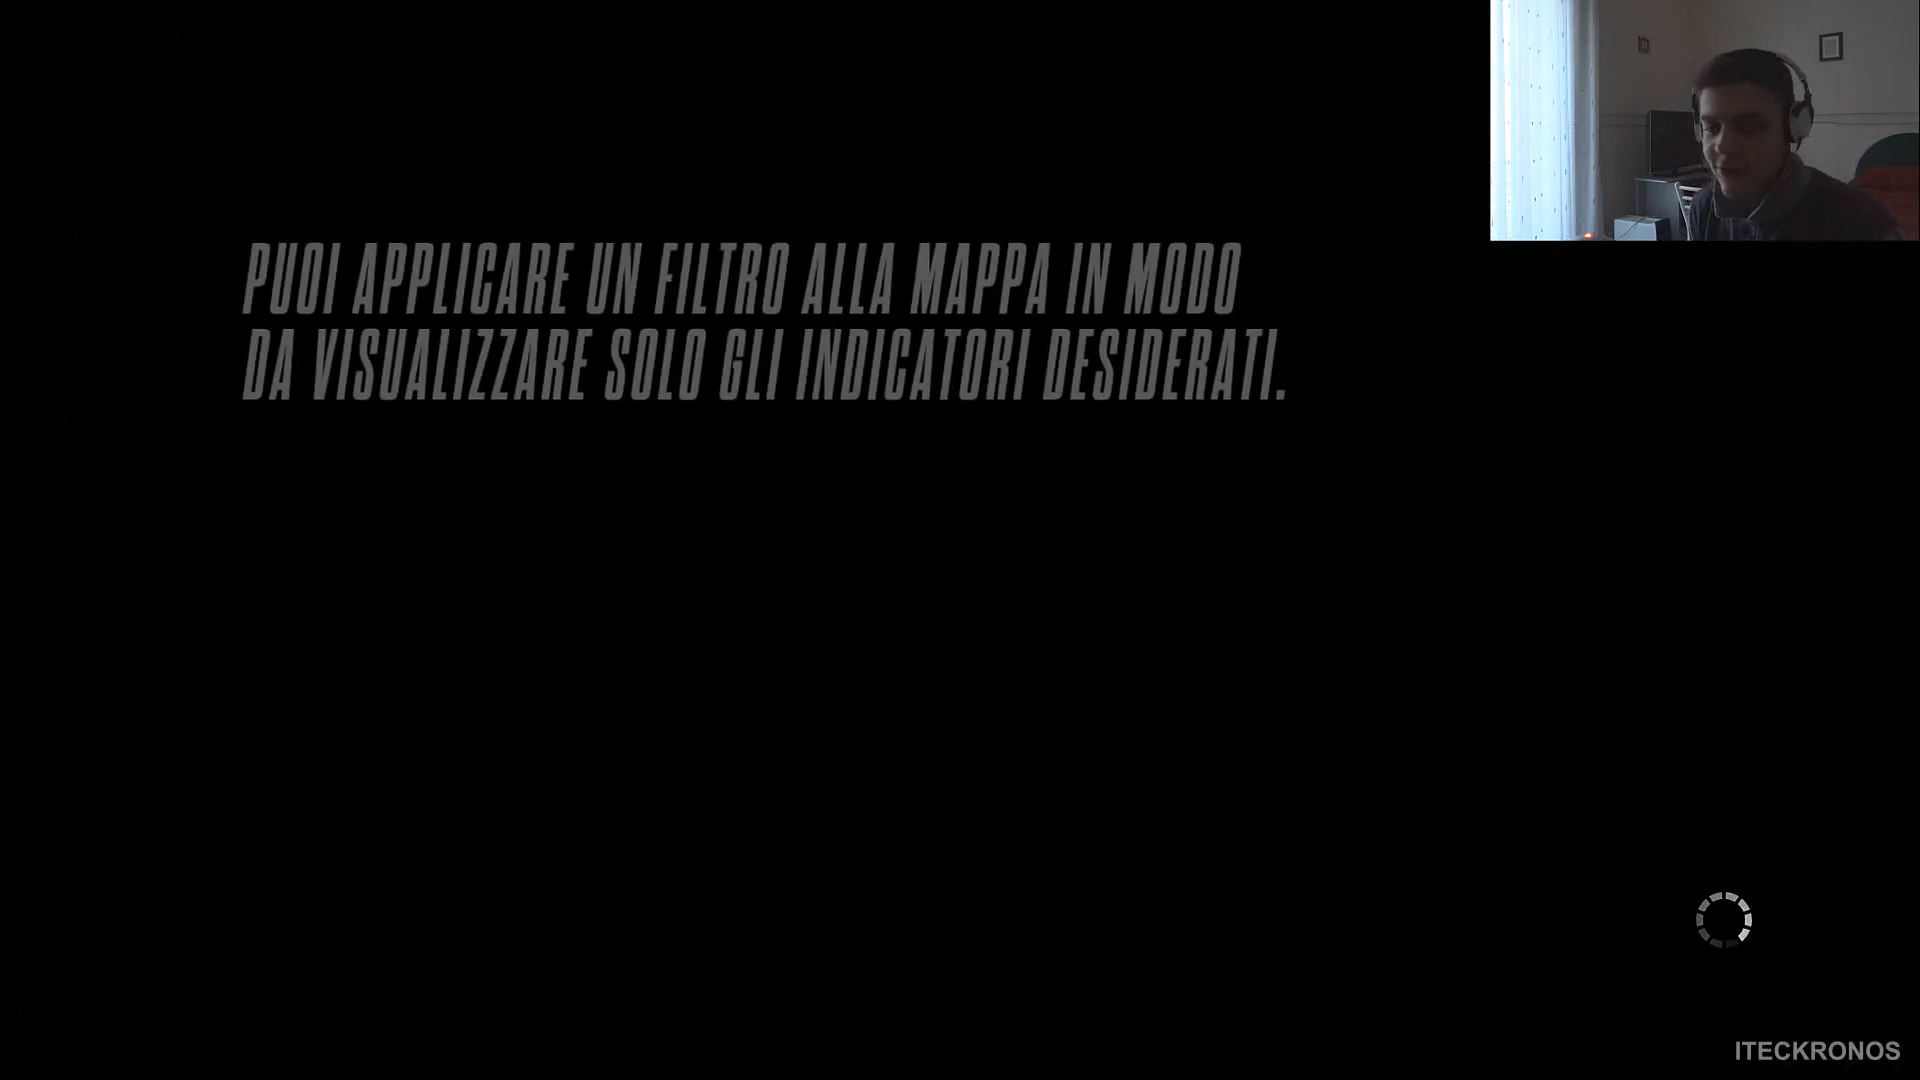 PUOI APPLICARE UN FILTRO ALLA MAPPA IN MODO
DA VISUALIZZARE SOLO GLI INDICATORI DESIDERATI.
ITECKRONOS